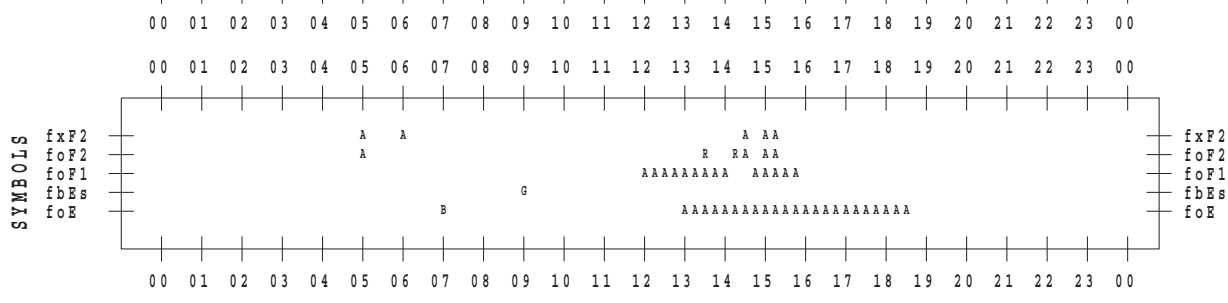 00 01 02 03 04 05 06 07 08 09 10 11 12 13 14 15 16 17 18 19 20 21 22 23 00
00 01 02 03 04 05 06 07 08 09 10 11 12 13 14 15 16 17 18 19 20 21 22 23 00
SYMBOLS
fxF2 A A A AA fxF2
foF2 A R RA AA foF2
foF1 AAAAAAAAA AAAAA foF1
fbEs G fbEs
foE B AAAAAAAAAAAAAAAAAAAAAAA foE
00 01 02 03 04 05 06 07 08 09 10 11 12 13 14 15 16 17 18 19 20 21 22 23 00